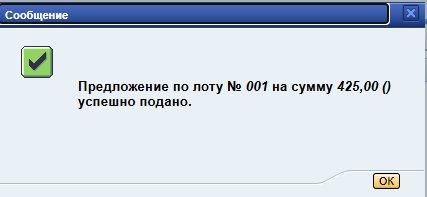 Сообщение
Предложение по лоту № 001 на сумму 425,00 ()
успешно подано.
OK